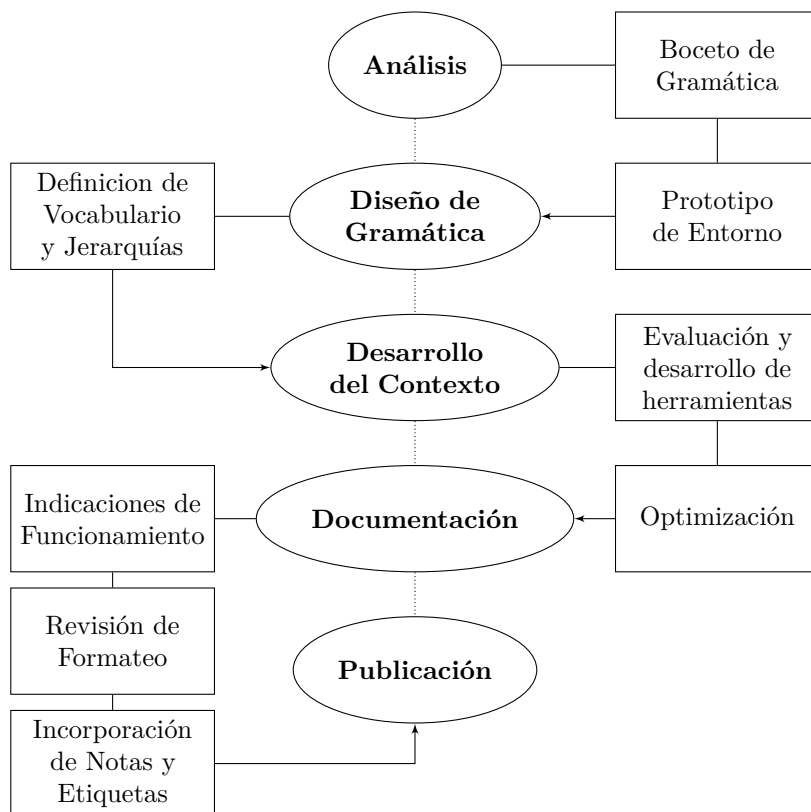 Análisis
Boceto de
Gramática
Definicion de
Vocabulario
y Jerarquías
Diseño de
Gramática
Prototipo
de Entorno
Desarrollo
del Contexto
Evaluación y
desarrollo de
herramientas
Indicaciones de
Funcionamiento
Documentación
Optimización
Revisión de
Formateo
Publicación
Incorporación
de Notas y
Etiquetas